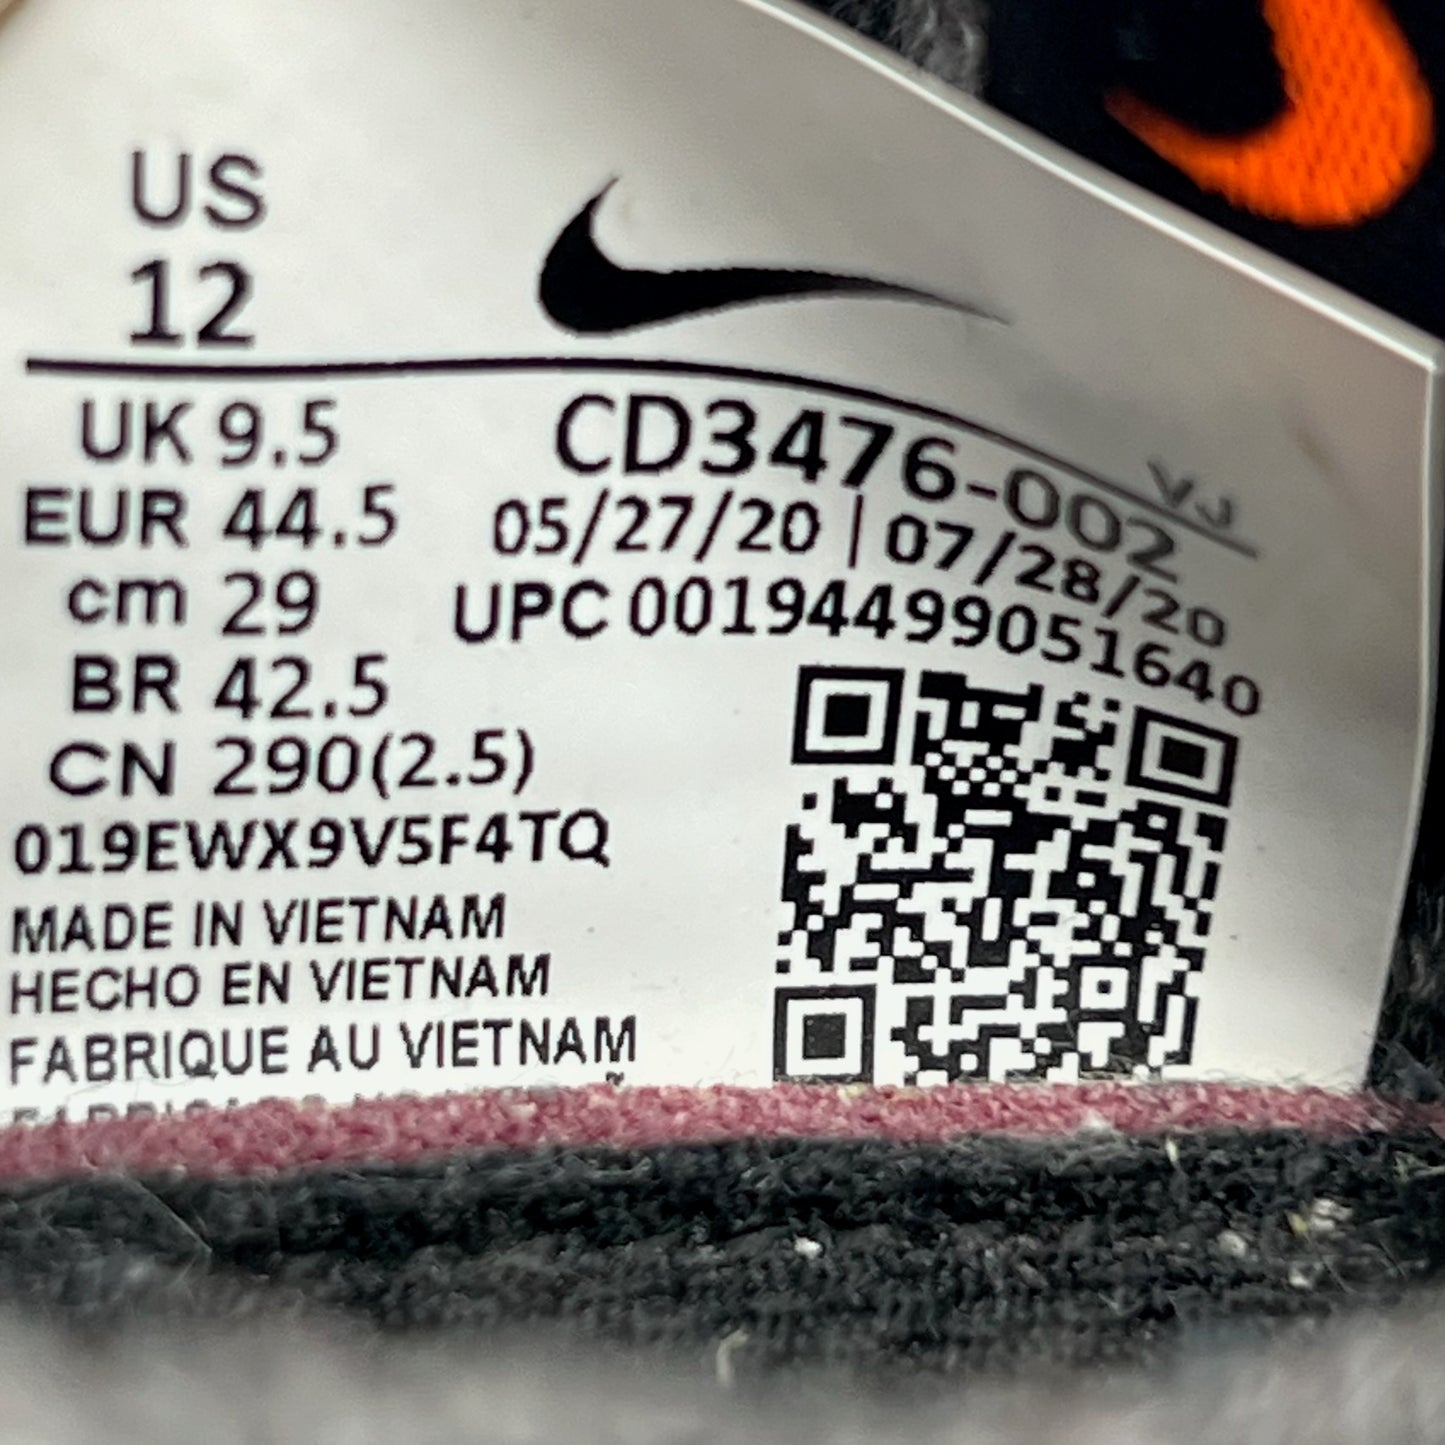 US
12
UK 9.5
EUR 44.5
cm 29
BR 42.5
CN 290(2.5)
019EWX9V5F4TQ
MADE IN VIETNAM
HECHO EN VIETNAM
FABRIQUE AU VIETNAM
VJ
CD3476-002
05/27/20 | 07/28/20
UPC 00194499051640